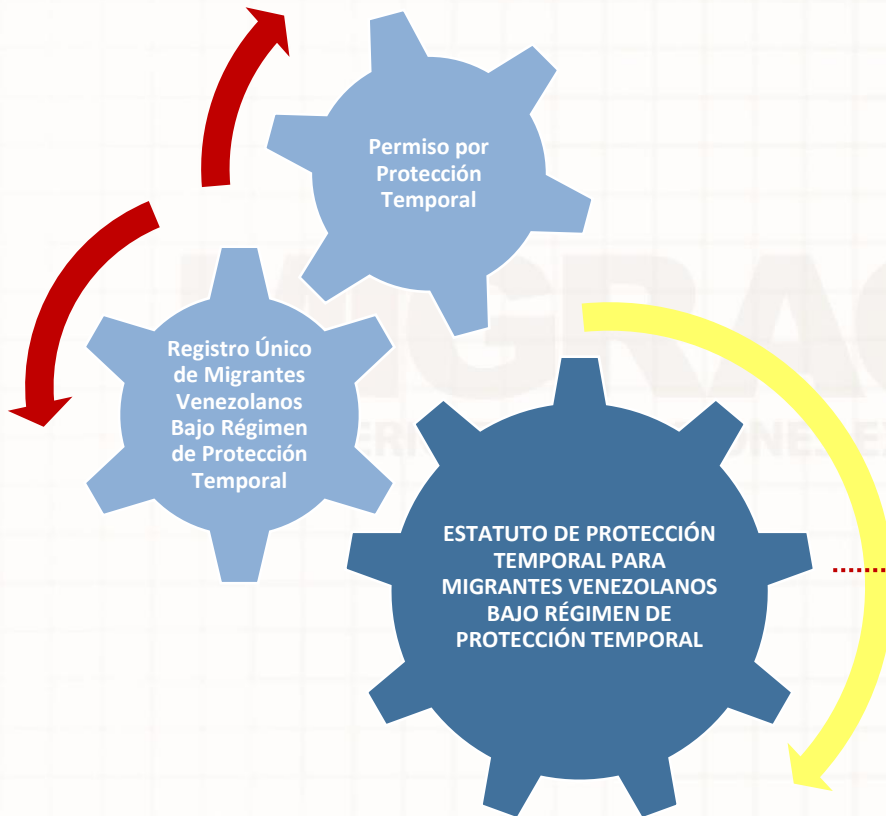 Permiso por
Protección
Temporal
Registro Único
de Migrantes
Venezolanos
Bajo Régimen
de Protección
Temporal
ESTATUTO DE PROTECCIÓN
TEMPORAL PARA
MIGRANTES VENEZOLANOS
BAJO RÉGIMEN DE
PROTECCIÓN TEMPORAL